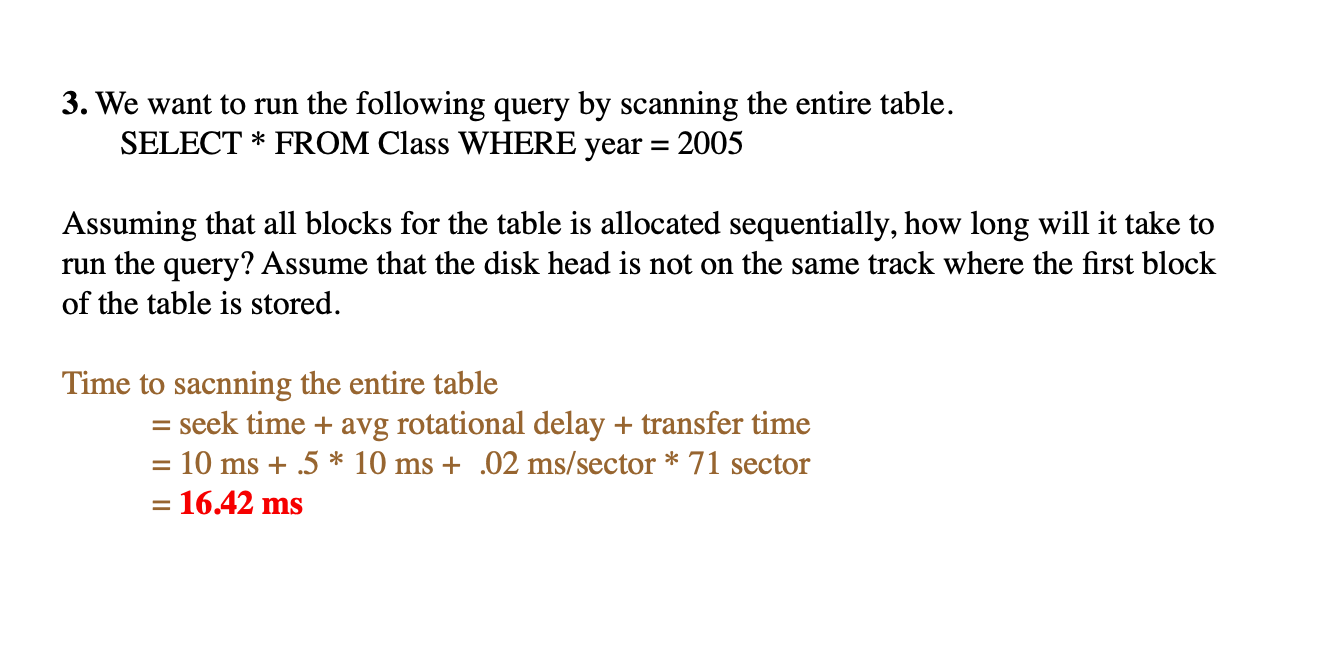 3. We want to run the following query by scanning the entire table.
SELECT * FROM Class WHERE year = 2005
Assuming that all blocks for the table is allocated sequentially, how long will it take to
run the query? Assume that the disk head is not on the same track where the first block
of the table is stored.
Time to sacnning the entire table
= seek time + avg rotational delay + transfer time
= 10 ms + .5 * 10 ms + .02 ms/sector * 71 sector
= 16.42 ms